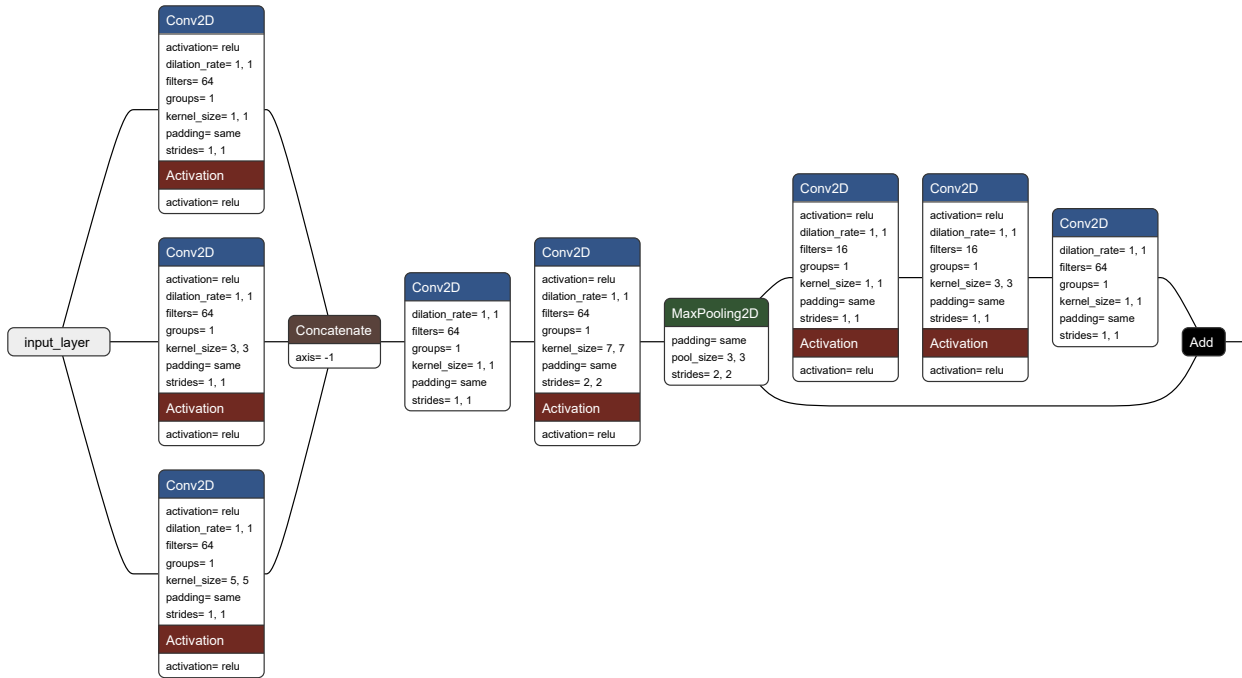 input_layer
Conv2D
activation= relu
dilation_rate= 1, 1
filters= 64
groups= 1
kernel_size= 1, 1
padding= same
strides= 1, 1
Activation
activation= relu
Conv2D
activation= relu
dilation_rate= 1, 1
filters= 64
groups= 1
kernel_size= 3, 3
padding= same
strides= 1, 1
Activation
activation= relu
Conv2D
activation= relu
dilation_rate= 1, 1
filters= 64
groups= 1
kernel_size= 5, 5
padding= same
strides= 1, 1
Activation
activation= relu
Concatenate
axis= -1
Conv2D
dilation_rate= 1, 1
filters= 64
groups= 1
kernel_size= 1, 1
padding= same
strides= 1, 1
Conv2D
activation= relu
dilation_rate= 1, 1
filters= 64
groups= 1
kernel_size= 7, 7
padding= same
strides= 2, 2
Activation
activation= relu
MaxPooling2D
padding= same
pool_size= 3, 3
strides= 2, 2
Conv2D
activation= relu
dilation_rate= 1, 1
filters= 16
groups= 1
kernel_size= 1, 1
padding= same
strides= 1, 1
Activation
activation= relu
Conv2D
activation= relu
dilation_rate= 1, 1
filters= 16
groups= 1
kernel_size= 3, 3
padding= same
strides= 1, 1
Activation
activation= relu
Conv2D
dilation_rate= 1, 1
filters= 64
groups= 1
kernel_size= 1, 1
padding= same
strides= 1, 1
Add